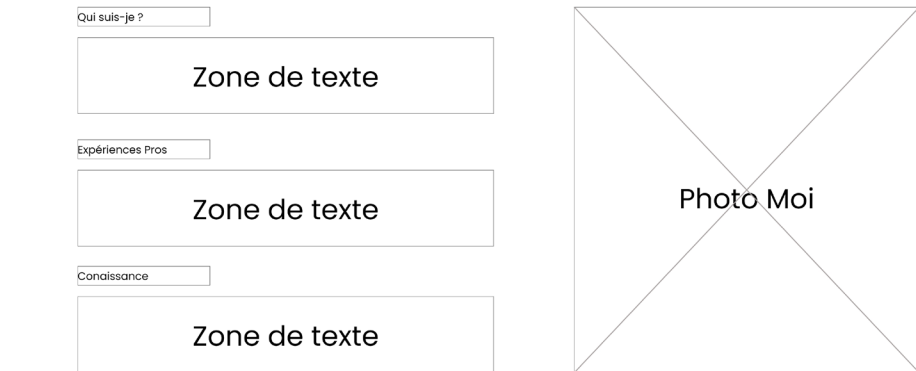 Qui suis-je ?
Zone de texte
Expériences Pros
Zone de texte
Conaissance
Zone de texte
Photo Moi